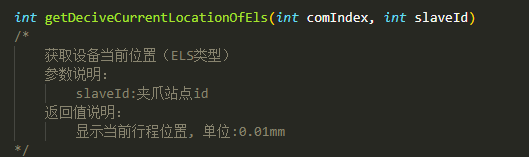 int getDeciveCurrentLocationOfEls(int comIndex, int slaveId)
/*
获取设备当前位置（ELS类型）
参数说明:
slaveId:夹爪站点id
返回值说明:
显示当前行程位置, 单位:0.01mm
*/